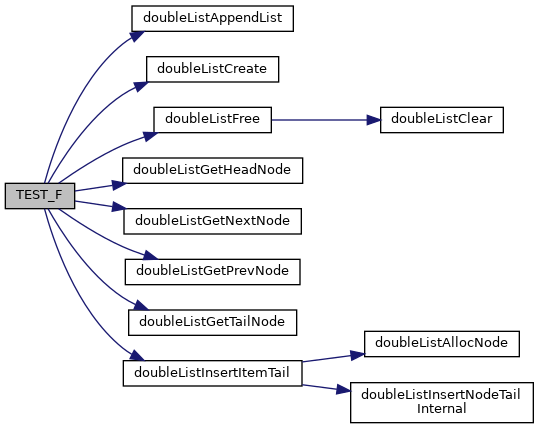 doubleListAppendList
doubleListCreate
doubleListFree
doubleListClear
doubleListGetHeadNode
TEST_F
doubleListGetNextNode
doubleListGetPrevNode
doubleListGetTailNode
doubleListInsertItemTail
doubleListAllocNode
doubleListInsertNodeTail
Internal